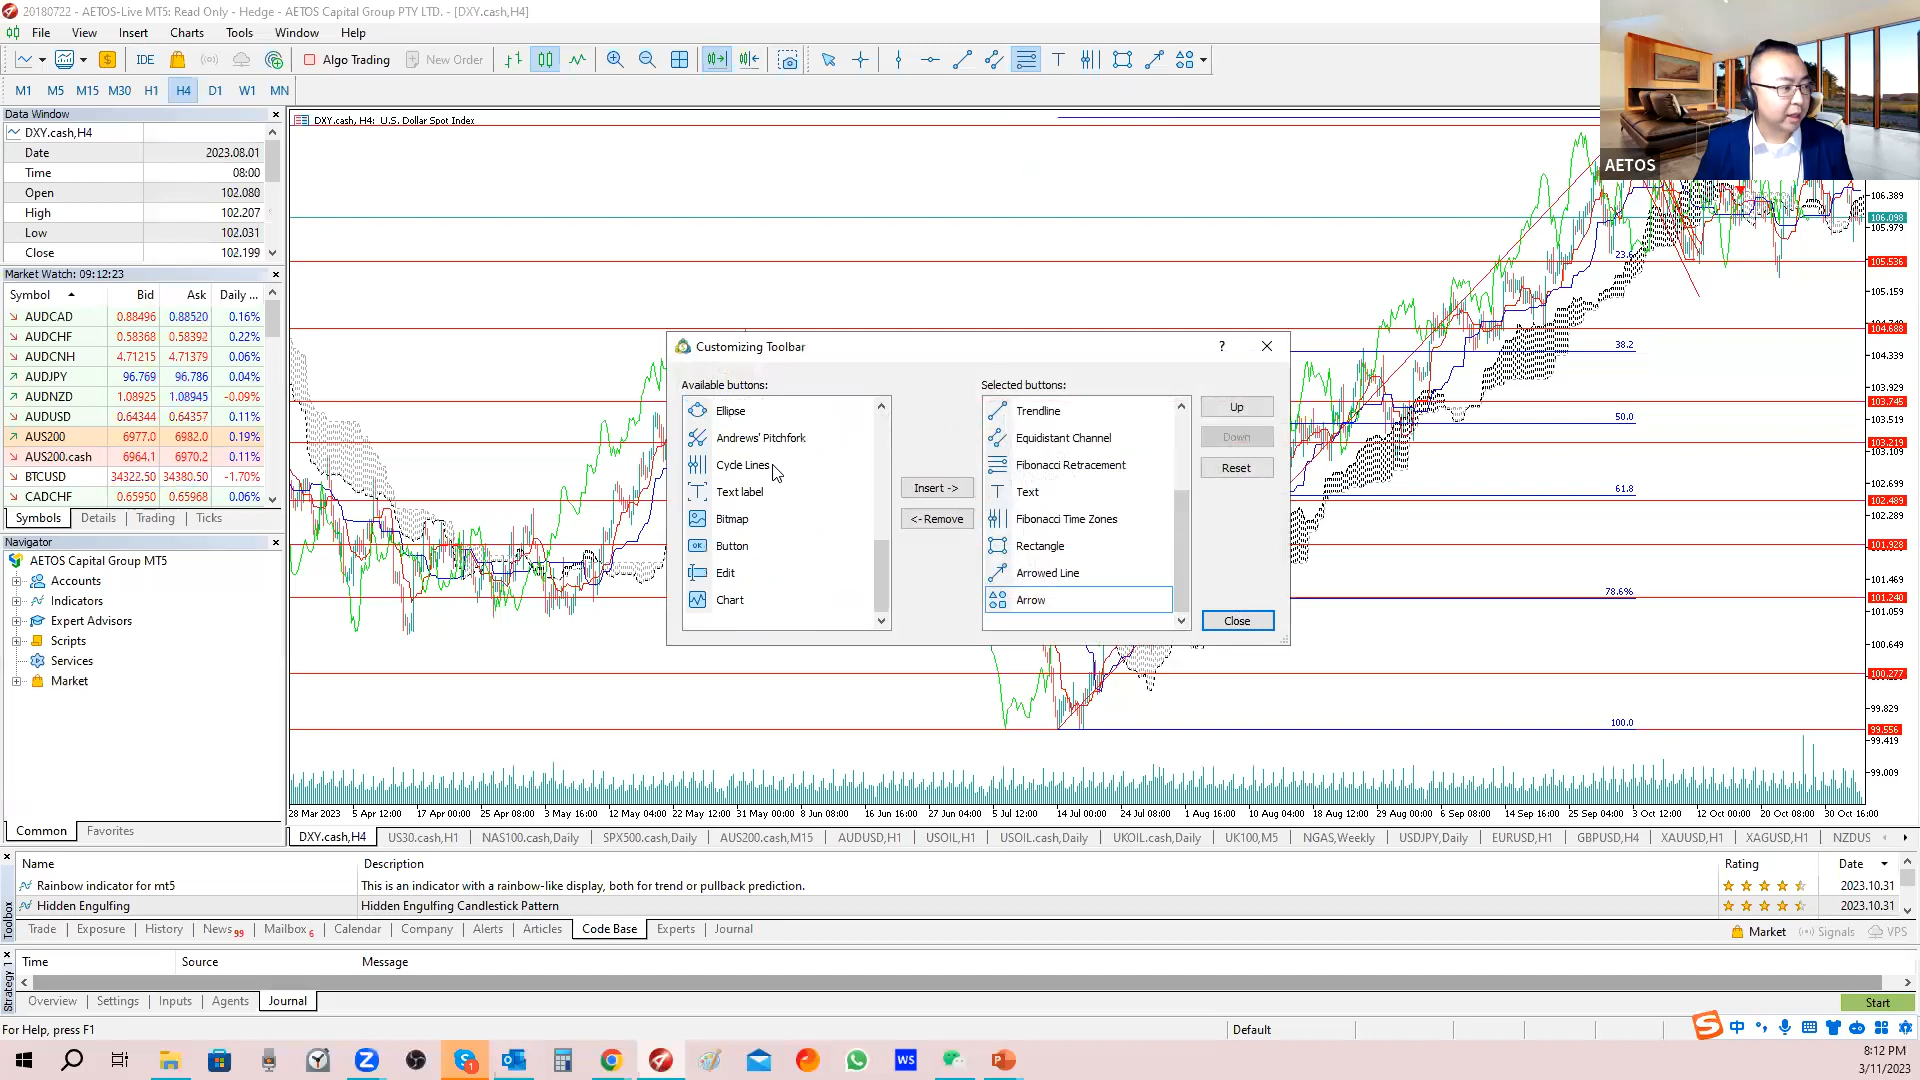 20180722 - AETOS-Live MT5: Read Only - Hedge - AETOS Capital Group PTY LTD. - [DXY.cash,H4]
File View Insert Charts Tools Window Help
IDE Algo Trading New Order
M1 M5 M15 M30 H1 H4 D1 W1 MN
AETOS
Data Window
DXY.cash,H4
Date 2023.08.01
Time 08:00
Open 102.080
High 102.207
Low 102.031
Close 102.199
Market Watch: 09:12:23
Symbol Bid Ask Daily ...
AUDCAD 0.88496 0.88520 0.16%
AUDCHF 0.58368 0.58392 0.22%
AUDCNH 4.71215 4.71379 0.06%
AUDJPY 96.769 96.786 0.04%
AUDNZD 1.08925 1.08945 -0.09%
AUDUSD 0.64344 0.64357 0.11%
AUS200 6977.0 6982.0 0.19%
AUS200.cash 6964.1 6970.2 0.11%
BTCUSD 34322.50 34380.50 -1.70%
CADCHF 0.65950 0.65968 0.06%
Symbols Details Trading Ticks
Navigator
AETOS Capital Group MT5
Accounts
Indicators
Expert Advisors
Scripts
Services
Market
Common Favorites
DXY.cash, H4: U.S. Dollar Spot Index
Customizing Toolbar
?
Available buttons:
Ellipse
Andrews' Pitchfork
Cycle Lines
Text label
Bitmap
Button
Edit
Chart
Insert ->
<- Remove
Selected buttons:
Trendline
Equidistant Channel
Fibonacci Retracement
Text
Fibonacci Time Zones
Rectangle
Arrowed Line
Arrow
Up
Down
Reset
Close
38.2
50.0
61.8
78.6%
100.0
106.389
106.098
105.979
105.536
105.159
104.688
104.339
103.929
103.745
103.519
103.219
103.109
102.489
102.289
101.928
101.469
101.240
101.059
100.649
100.277
99.829
99.556
99.419
99.009
28 Mar 2023 5 Apr 12:00 17 Apr 00:00 25 Apr 08:00 3 May 16:00 12 May 04:00 22 May 12:00 31 May 00:00 8 Jun 08:00 16 Jun 16:00 27 Jun 04:00 5 Jul 12:00 14 Jul 00:00 24 Jul 08:00 1 Aug 16:00 10 Aug 04:00 18 Aug 12:00 29 Aug 00:00 6 Sep 08:00 14 Sep 16:00 25 Sep 04:00 3 Oct 12:00 12 Oct 00:00 20 Oct 08:00 30 Oct 16:00
DXY.cash,H4 US30.cash,H1 NAS100.cash,Daily SPX500.cash,Daily AUS200.cash,M15 AUDUSD,H1 USOIL,H1 USOIL.cash,Daily UKOIL.cash,Daily UK100,M5 NGAS,Weekly USDJPY,Daily EURUSD,H1 GBPUSD,H4 XAUUSD,H1 XAGUSD,H1 NZDUS
Toolbox
Name Description Rating Date
Rainbow indicator for mt5 This is an indicator with a rainbow-like display, both for trend or pullback prediction. 2023.10.31
Hidden Engulfing Hidden Engulfing Candlestick Pattern 2023.10.31
Trade Exposure History News 99 Mailbox 6 Calendar Company Alerts Articles Code Base Experts Journal Market Signals VPS
Time Source Message
Overview Settings Inputs Agents Journal Start
For Help, press F1 Default
中
WS
8:12 PM
3/11/2023